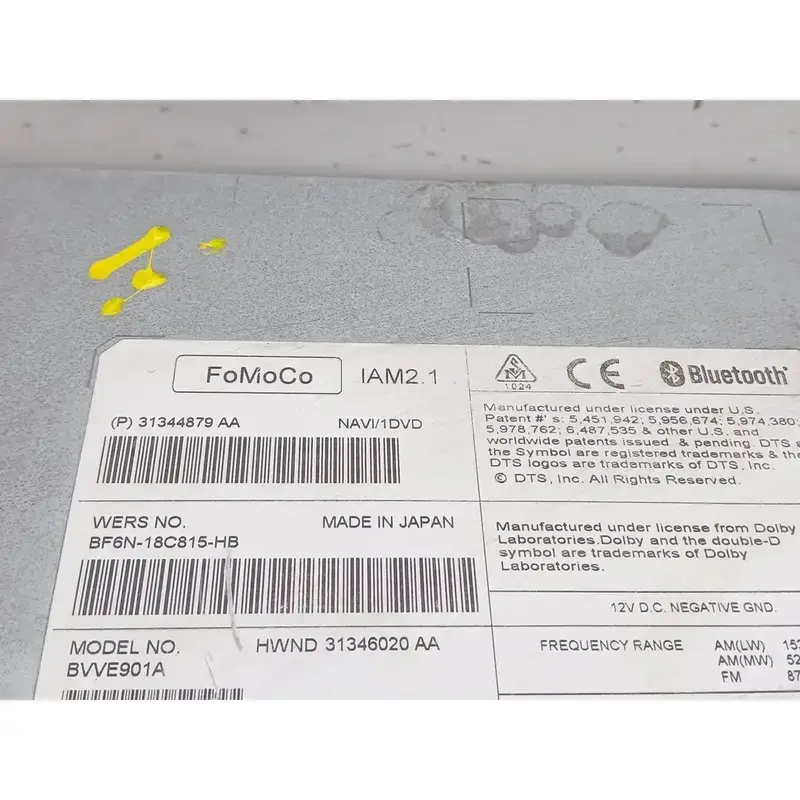 FoMoCo IAM2.1
(P) 31344879 AA NAVI/1DVD
WERS NO. MADE IN JAPAN
BF6N-18C815-HB
MODEL NO. HWND 31346020 AA
BVVE901A
1024
CE Bluetooth
Manufactured under license under U.S.
Patent #'s: 5,451,942; 5,956,674; 5,974,380;
5,978,762; 6,487,535 & other U.S. and
worldwide patents issued & pending. DTS
the Symbol are registered trademarks & the
DTS logos are trademarks of DTS, Inc.
© DTS, Inc. All Rights Reserved.
Manufactured under license from Dolby
Laboratories.Dolby and the double-D
symbol are trademarks of Dolby
Laboratories.
12V D.C. NEGATIVE GND.
FREQUENCY RANGE AM(LW)
AM(MW)
FM